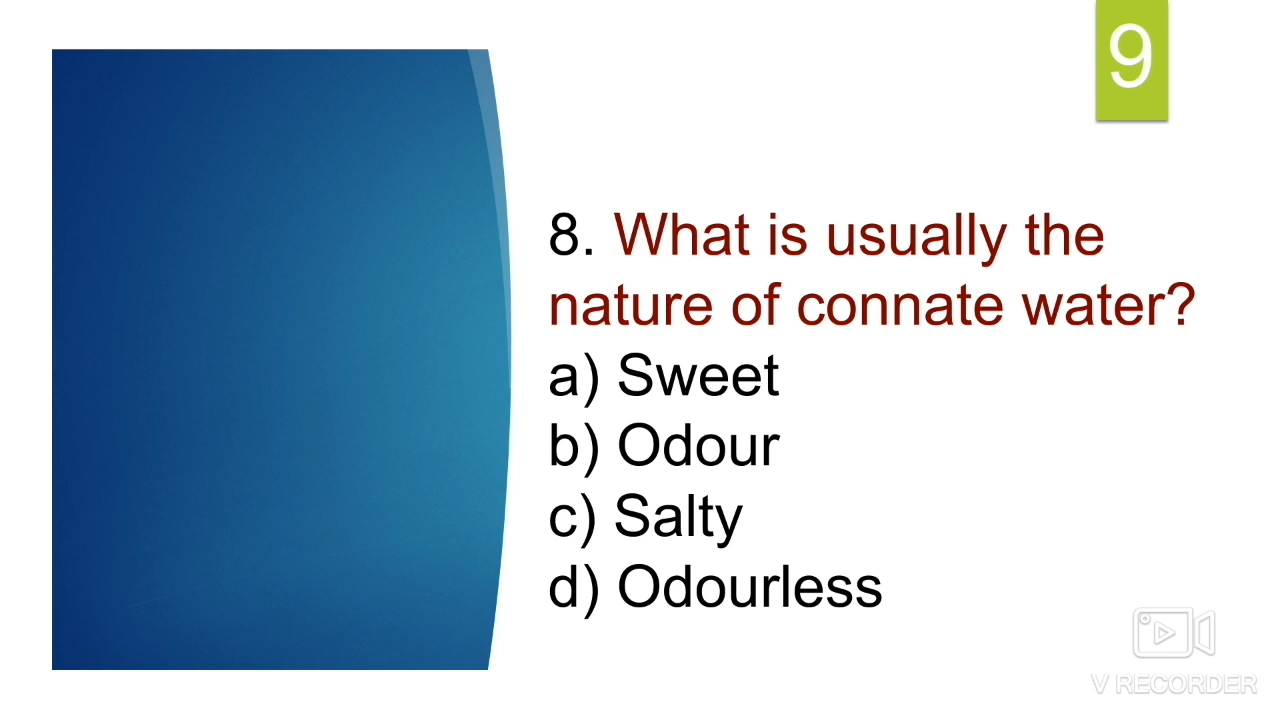 9
8. What is usually the
nature of connate water?
a) Sweet
b) Odour
c) Salty
d) Odourless
V RECORDER